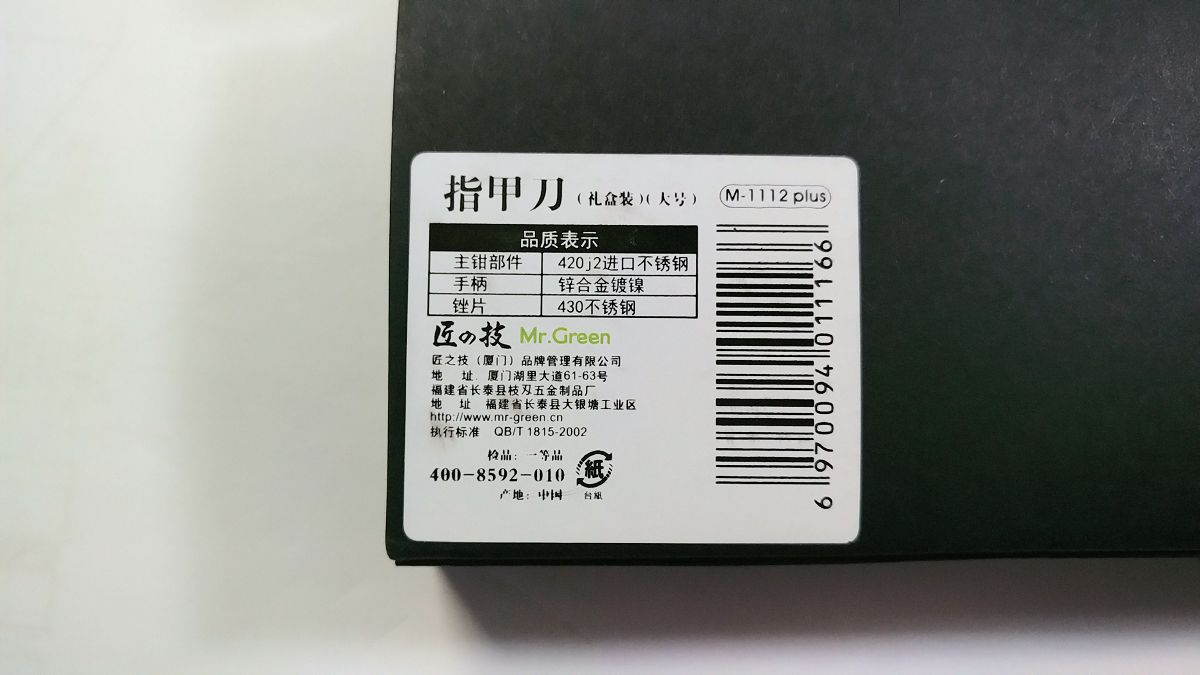 指甲刀（礼盒装）（大号） M-1112 plus
品质表示
主钳部件 420j2进口不锈钢
手柄 锌合金镀镍
锉片 430不锈钢
匠の技 Mr.Green
匠之技（厦门）品牌管理有限公司
地 址 厦门湖里大道61-63号
福建省长泰县枝刃五金制品厂
地 址 福建省长泰县大银塘工业区
http://www.mr-green.cn
执行标准 QB/T 1815-2002
检品：一等品
400-8592-010
产地：中国
紙
台紙
6 970094 011166